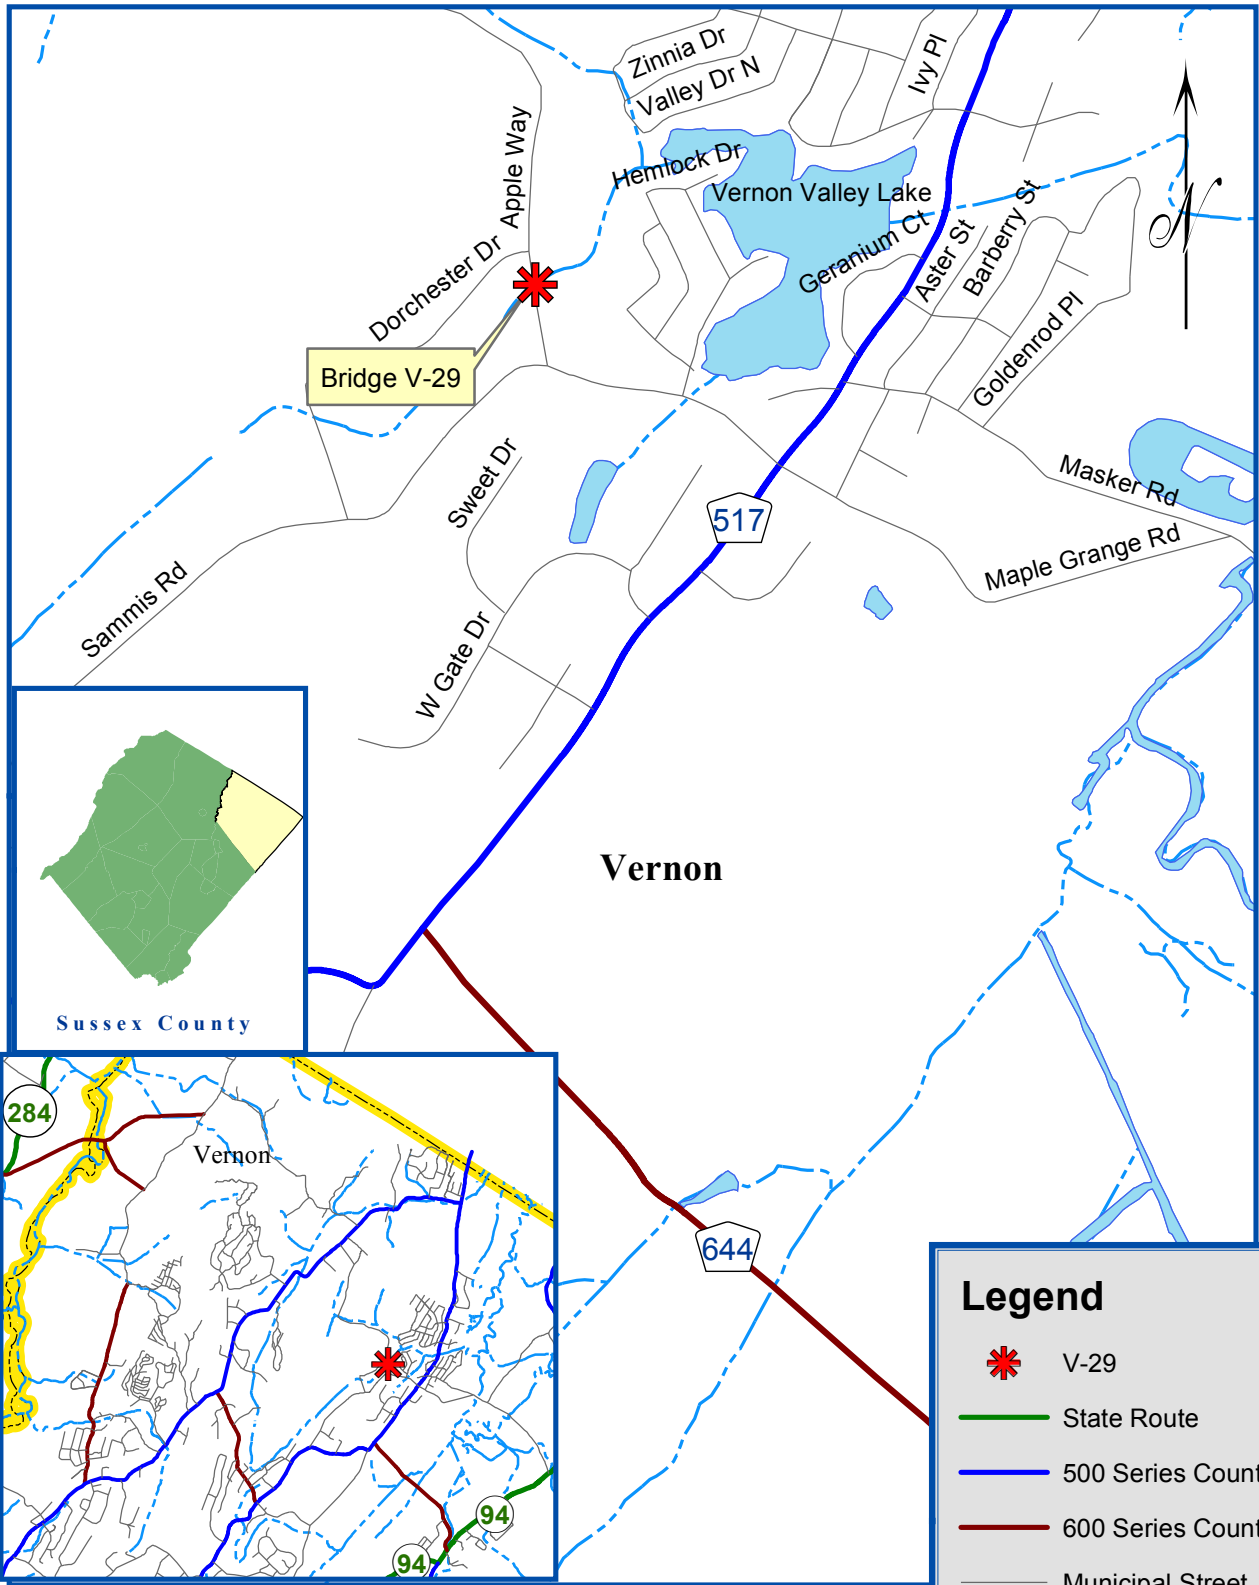 Zinnia Dr
Valley Dr N
Ivy Pl
Apple Way
Hemlock Dr
Vernon Valley Lake
N
Geranium Ct
Aster St
Barberry St
Dorchester Dr
Goldenrod Pl
Bridge V-29
Sweet Dr
Masker Rd
517
Maple Grange Rd
Sammis Rd
W Gate Dr
Vernon
Sussex County
284
Vernon
644
94
94
Legend
V-29
State Route
500 Series Count
600 Series Count
Municipal Street